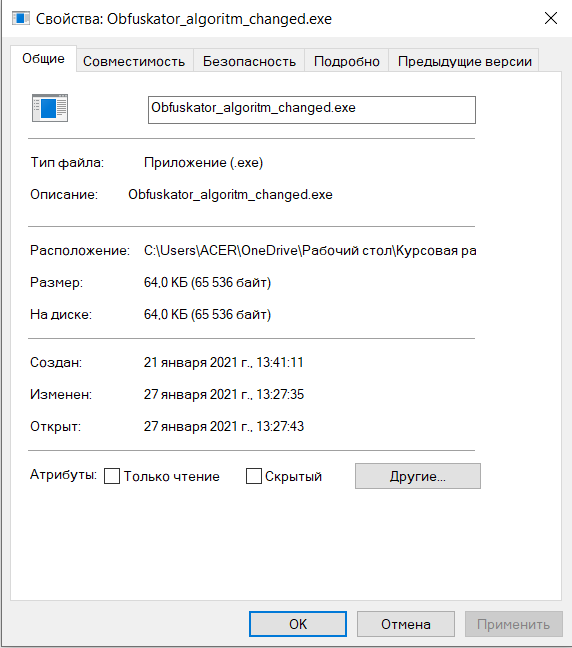 Свойства: Obfuskator_algoritm_changed.exe
Общие Совместимость Безопасность Подробно Предыдущие версии
Obfuskator_algoritm_changed.exe
Тип файла: Приложение (.exe)
Описание: Obfuskator_algoritm_changed.exe
Расположение: C:\Users\ACER\OneDrive\Рабочий стол\Курсовая ра
Размер: 64,0 КБ (65 536 байт)
На диске: 64,0 КБ (65 536 байт)
Создан: 21 января 2021 г., 13:41:11
Изменен: 27 января 2021 г., 13:27:35
Открыт: 27 января 2021 г., 13:27:43
Атрибуты: Только чтение Скрытый Другие...
OK Отмена Применить